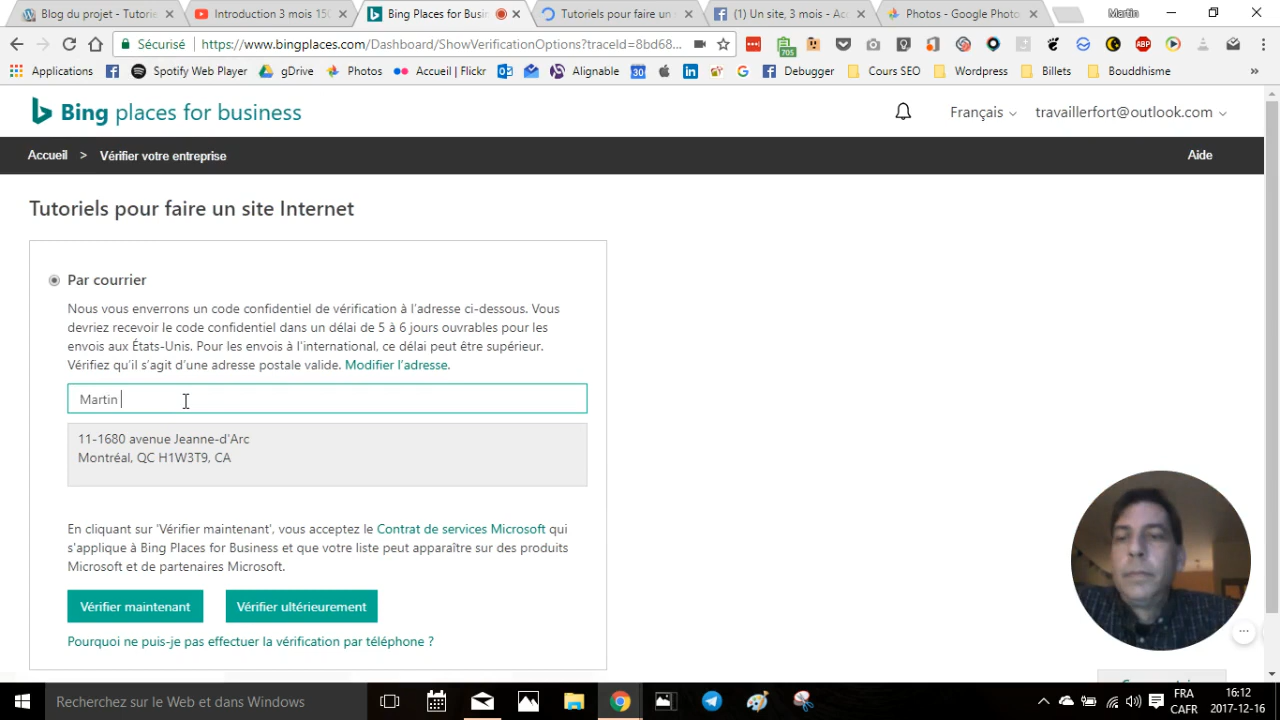 Blog du projet - Tutorie
Introduction 3 mois 150
Bing Places for Busi
Tutoriels pour faire un s
(1) Un site, 3 mois - Acc
Photos - Google Photo
Martin
Sécurisé
https://www.bingplaces.com/Dashboard/showVerificationOptions?traceId=8bd68...
705
ABP
Applications
Spotify Web Player
gDrive
Photos
Accueil | Flickr
Alignable
30
Debugger
Cours SEO
Wordpress
Billets
Bouddhisme
»
Bing places for business
Français
travaillerfort@outlook.com
Accueil > Vérifier votre entreprise
Aide
Tutoriels pour faire un site Internet
Par courrier
Nous vous enverrons un code confidentiel de vérification à l'adresse ci-dessous. Vous
devriez recevoir le code confidentiel dans un délai de 5 à 6 jours ouvrables pour les
envois aux États-Unis. Pour les envois à l'international, ce délai peut être supérieur.
Vérifiez qu'il s'agit d'une adresse postale valide. Modifier l'adresse.
Martin
11-1680 avenue Jeanne-d'Arc
Montréal, QC H1W3T9, CA
En cliquant sur 'Vérifier maintenant', vous acceptez le Contrat de services Microsoft qui
s'applique à Bing Places for Business et que votre liste peut apparaître sur des produits
Microsoft et de partenaires Microsoft.
Vérifier maintenant
Vérifier ultérieurement
Pourquoi ne puis-je pas effectuer la vérification par téléphone ?
Recherchez sur le Web et dans Windows
FRA
CAFR
16:12
2017-12-16